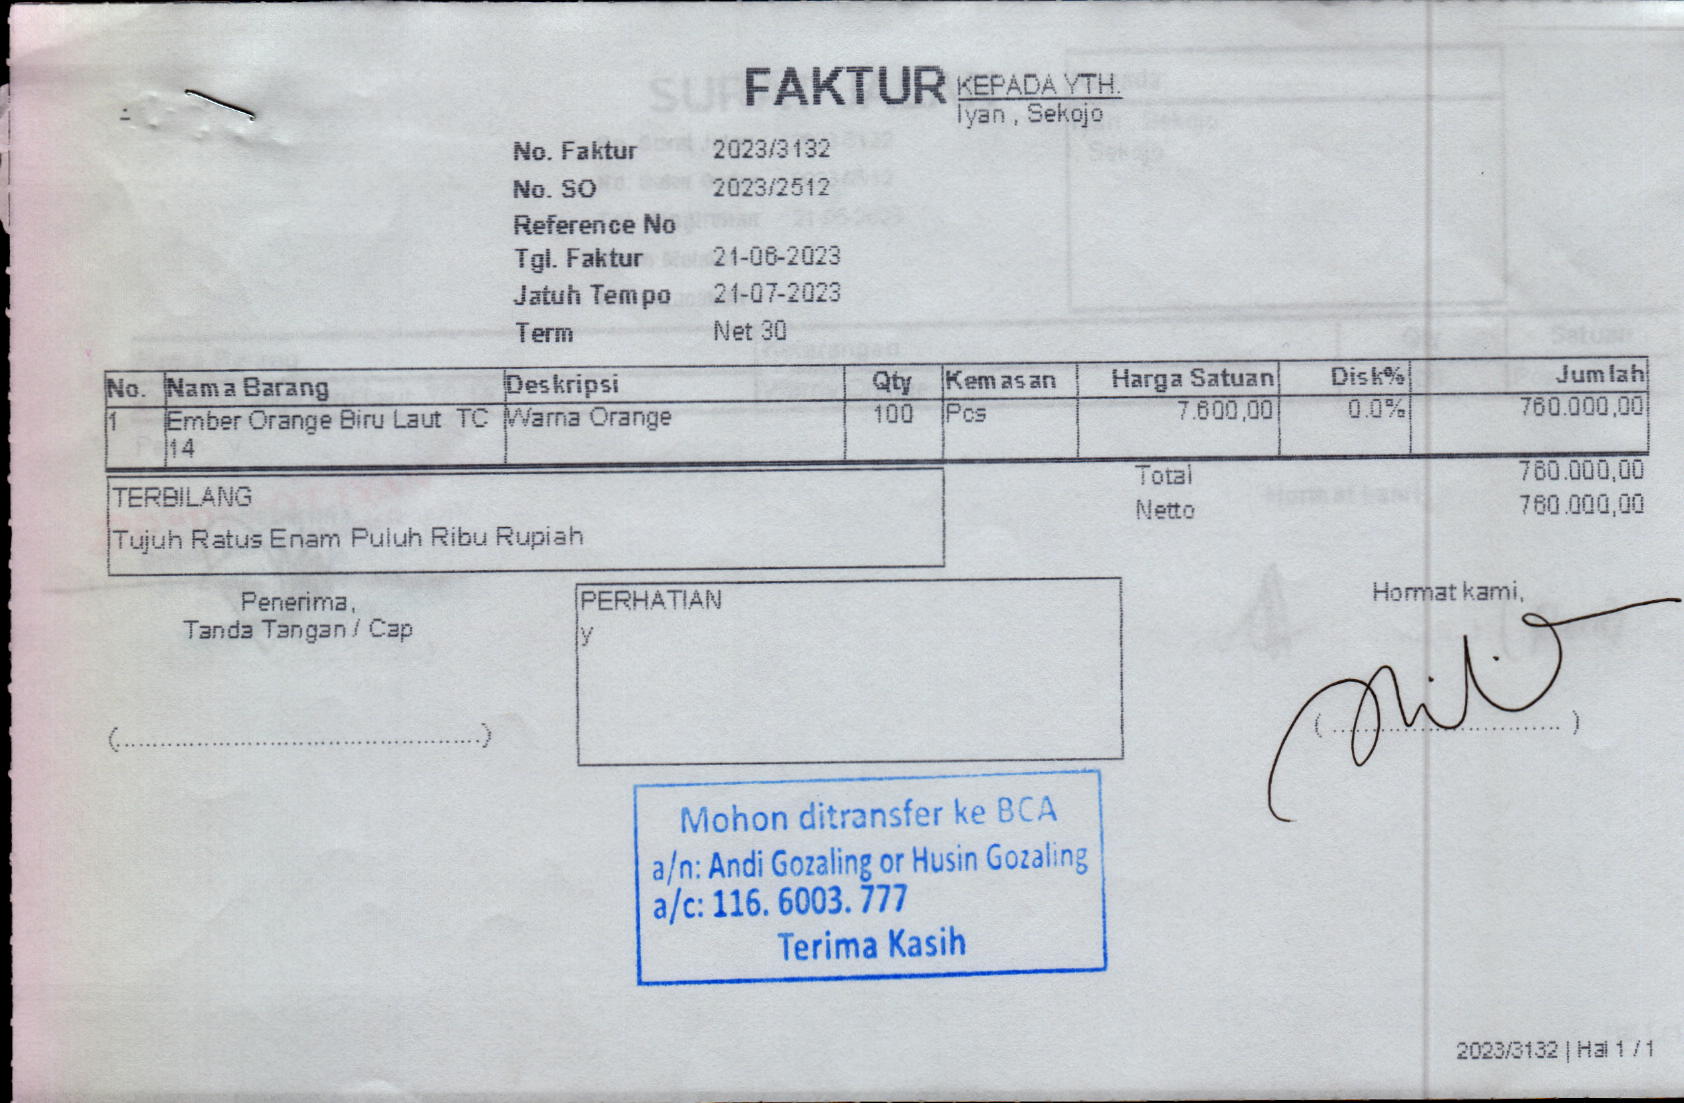 FAKTUR
KEPADA YTH.
Iyan , Sekojo
No. Faktur 2023/3132
No. SO 2023/2512
Reference No
Tgl. Faktur 21-06-2023
Jatuh Tempo 21-07-2023
Term Net 30
No. Nama Barang Deskripsi Qty Kemasan Harga Satuan Disk% Jumlah
1 Ember Orange Biru Laut TC Warna Orange 100 Pcs 7.600,00 0.0% 760.000,00
14
Total 760.000,00
Netto 760.000,00
TERBILANG
Tujuh Ratus Enam Puluh Ribu Rupiah
Penerima,
Tanda Tangan / Cap
(................................................)
PERHATIAN
y
Hormat kami,
(................................ )
Mohon ditransfer ke BCA
a/n: Andi Gozaling or Husin Gozaling
a/c: 116. 6003. 777
Terima Kasih
2023/3132 | Hal 1 / 1